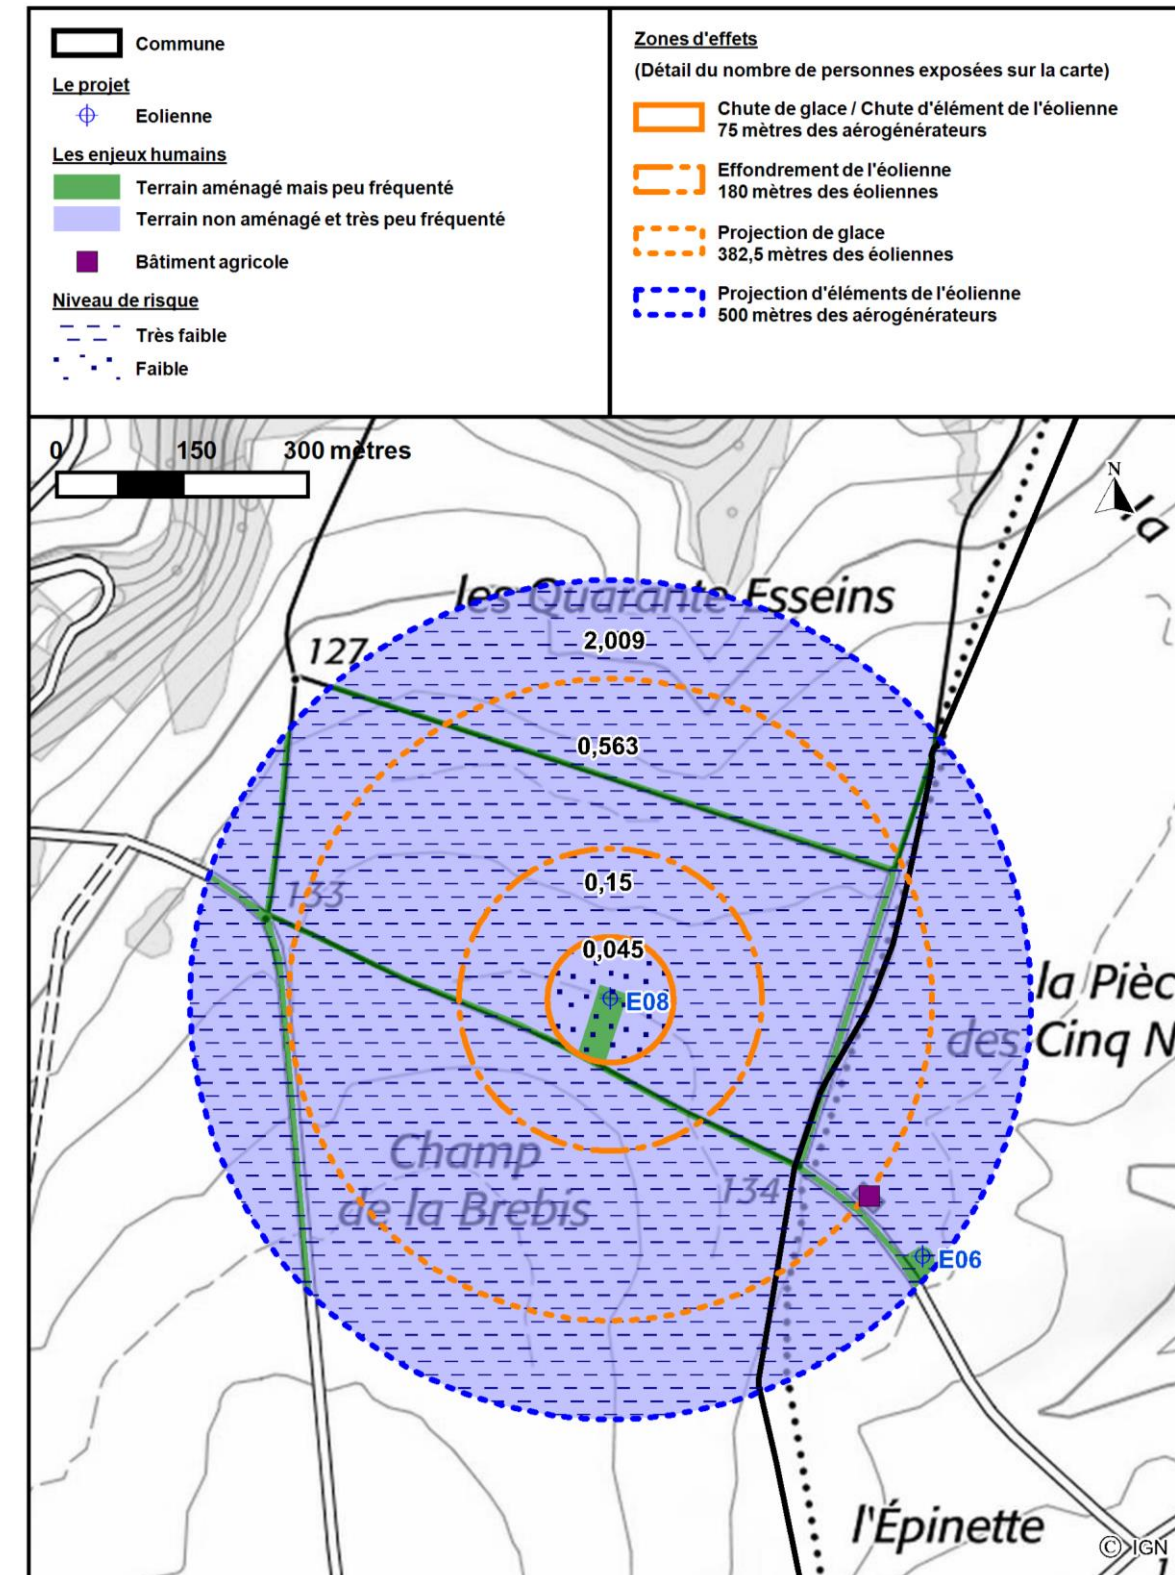 Commune
Le projet
Eolienne
Les enjeux humains
Terrain aménagé mais peu fréquenté
Terrain non aménagé et très peu fréquenté
Bâtiment agricole
Niveau de risque
Très faible
Faible
Zones d'effets
(Détail du nombre de personnes exposées sur la carte)
Chute de glace / Chute d'élément de l'éolienne
75 mètres des aérogénérateurs
Effondrement de l'éolienne
180 mètres des éoliennes
Projection de glace
382,5 mètres des éoliennes
Projection d'éléments de l'éolienne
500 mètres des aérogénérateurs
0 150 300 mètres
N
la
les Quarante Esseins
2,009
127
0,563
0,15
133
0,045
E08
la Pièc
des Cinq N
Champ
de la Brebis
134
E06
l'Épinette
© IGN